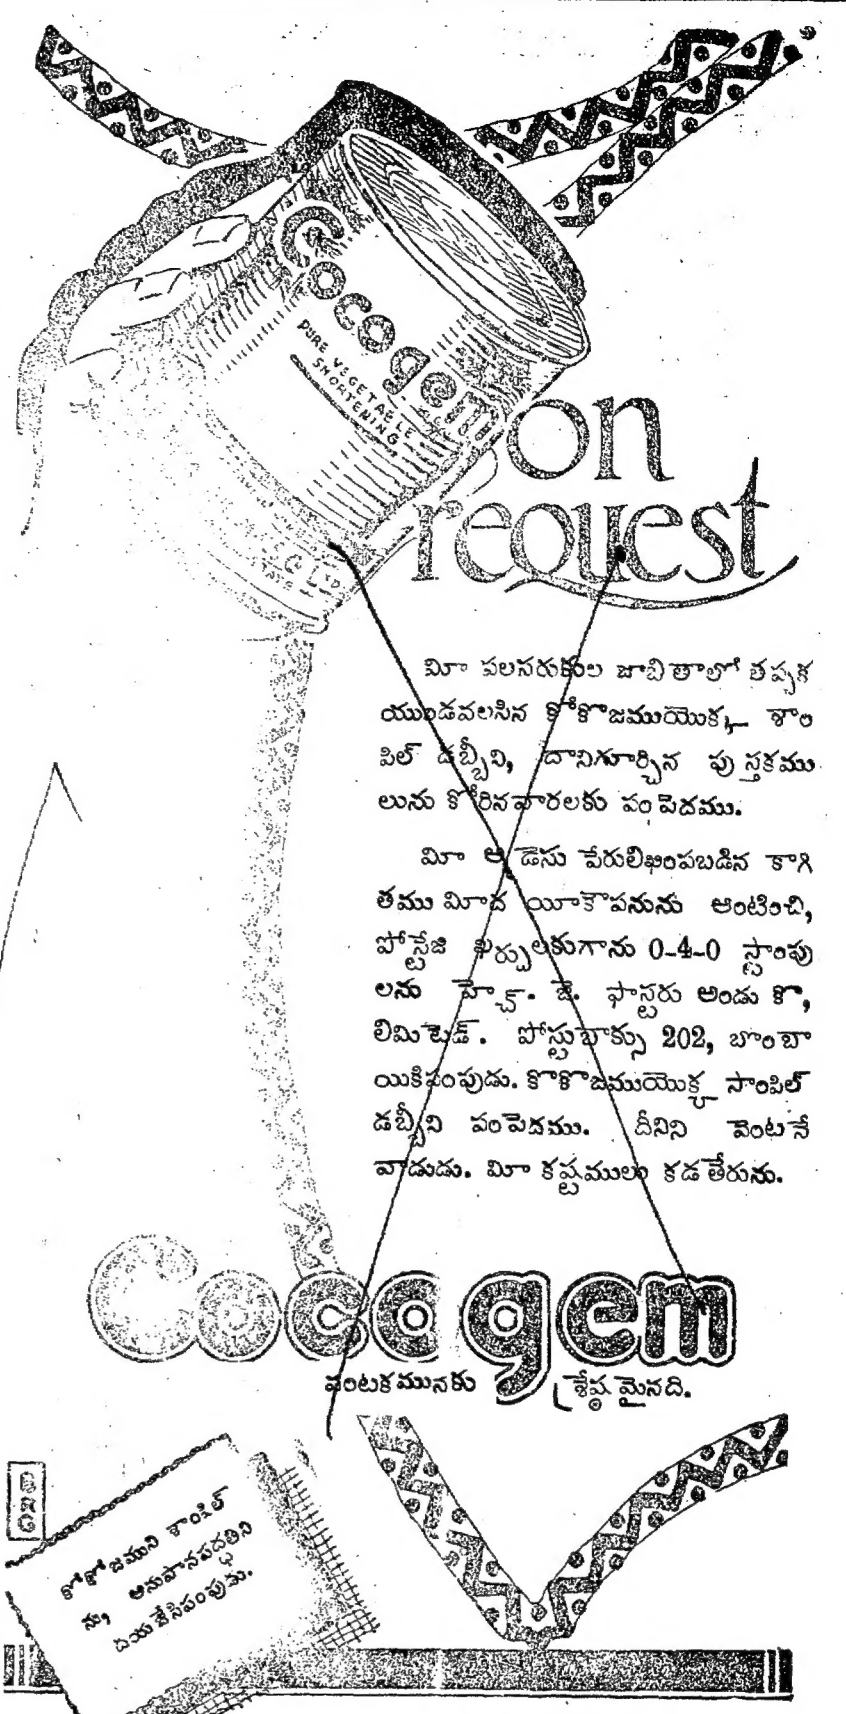 Cocogem
PURE VEGETABLE
SHORTENING
on
request
మీ పలసరుకుల జాబితాలో తప్పక
యుండవలసిన కోకొజముయొక్క శాం
పిల్ డబ్బీని, దానిగూర్చిన పుస్తకము
లును కోరినవారలకు పంపెదము.
మీ అడ్రెసు పేరులిఖింపబడిన కాగి
తము మీద యీకౌపనును అంటించి,
పోస్టేజి ఖర్చులకుగాను 0-4-0 స్టాంపు
లను హెచ్. జే. ఫాస్టరు అండు కొ,
లిమిటెడ్. పోస్టుబాక్సు 202, బొంబా
యికిపంపుడు. కొకొజముయొక్క సాంపిల్
డబ్బీని పంపెదము. దీనిని వెంటనే
వాడుడు. మీ కష్టములు కడతేరును.
Cocogem
వంటకమునకు శ్రేష్ఠమైనది.
కోకోజముని శాంపిల్
ను, అనుపానపద్ధతిని
దయచేసిపంపును.